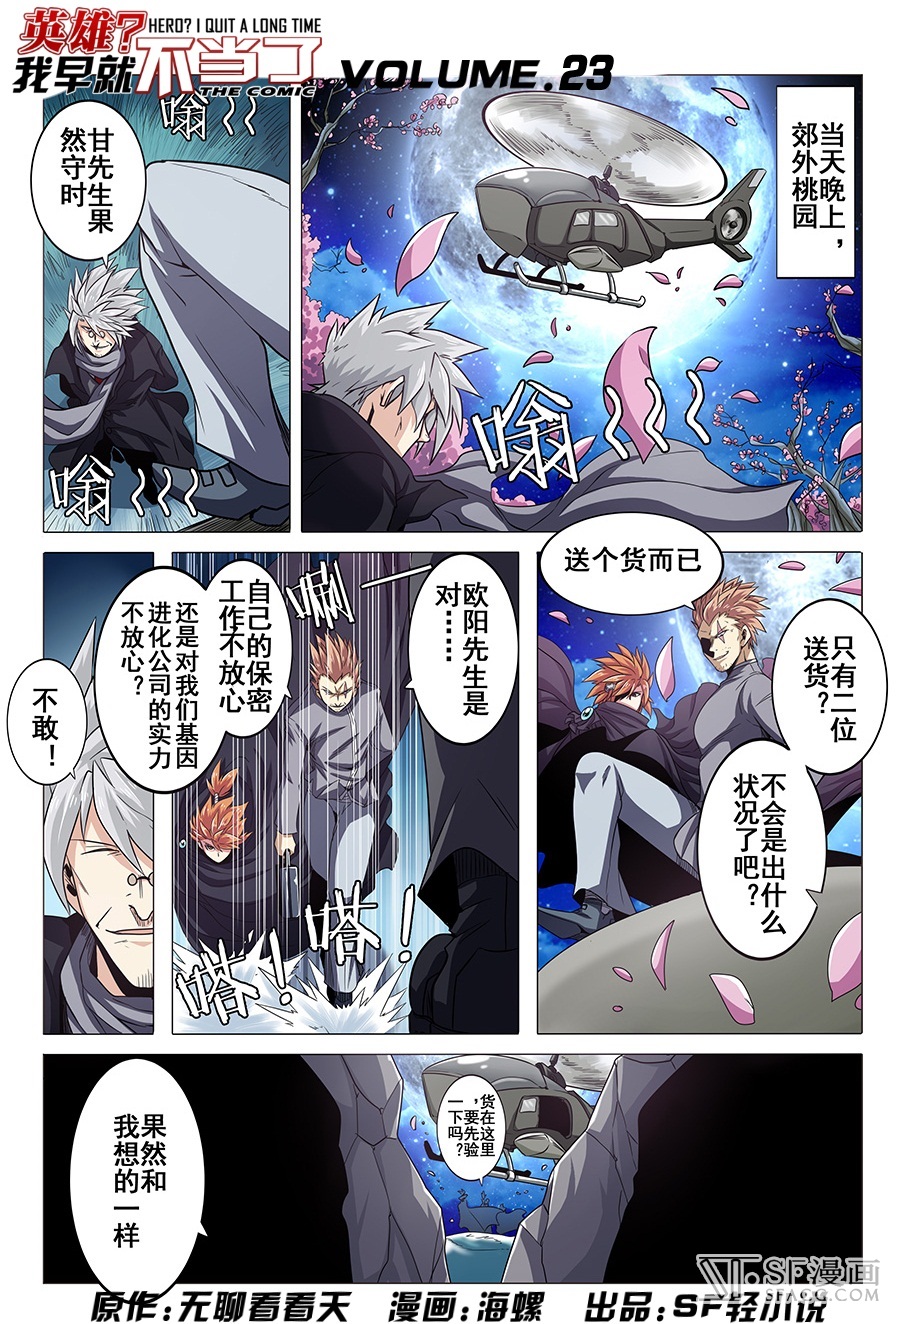 英雄?
我早就
不当了
HERO? I QUIT A LONG TIME
THE COMIC
VOLUME.23
当天晚上，
郊外桃园
嗡
嗡
甘先生果
然守时
嗡
送个货而已
只有二位
送货？
不会是出什么
状况了吧？
唰
欧阳先生是
对……
自己的保密
工作不放心
还是对我们基因
进化公司的实力
不放心？
嗒！
嗒！
不敢！
货在这里
，要先验
一下吗？
果然和
我想的一样
SF漫画
SFACG.COM
原作:无聊看看天 漫画:海螺 出品:SF轻小说